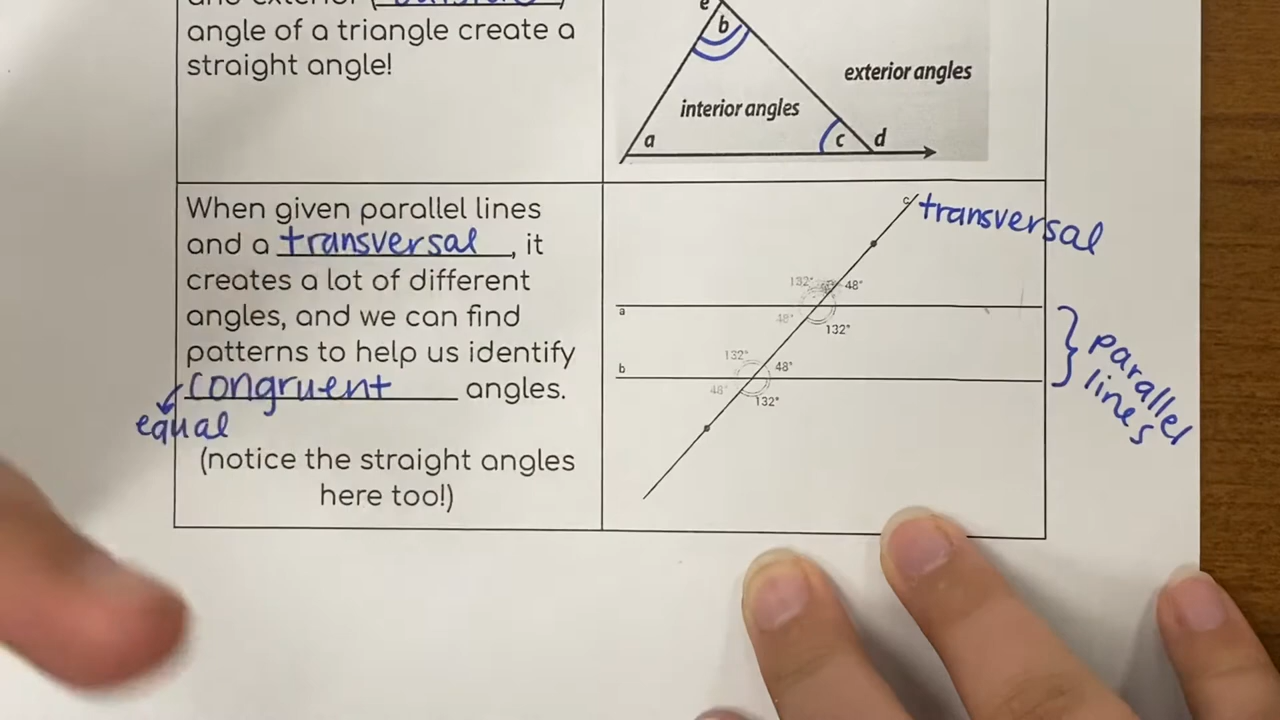 and exterior (
angle of a triangle create a
straight angle!
e
b
exterior angles
interior angles
a
c
d
When given parallel lines
and a transversal, it
creates a lot of different
angles, and we can find
patterns to help us identify
congruent angles.
equal
(notice the straight angles
here too!)
c
transversal
132°
48°
a
48°
132°
132°
48°
b
48°
132°
parallel
lines